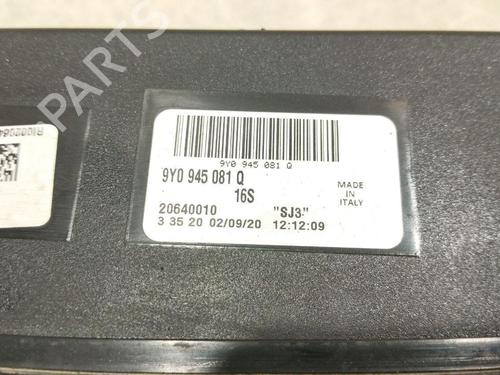 B-PARTS
RI002064
9Y0 945 081 Q
9Y0 945 081 Q
16S
MADE
IN
ITALY
20640010 "SJ3"
3 35 20 02/09/20 12:12:09